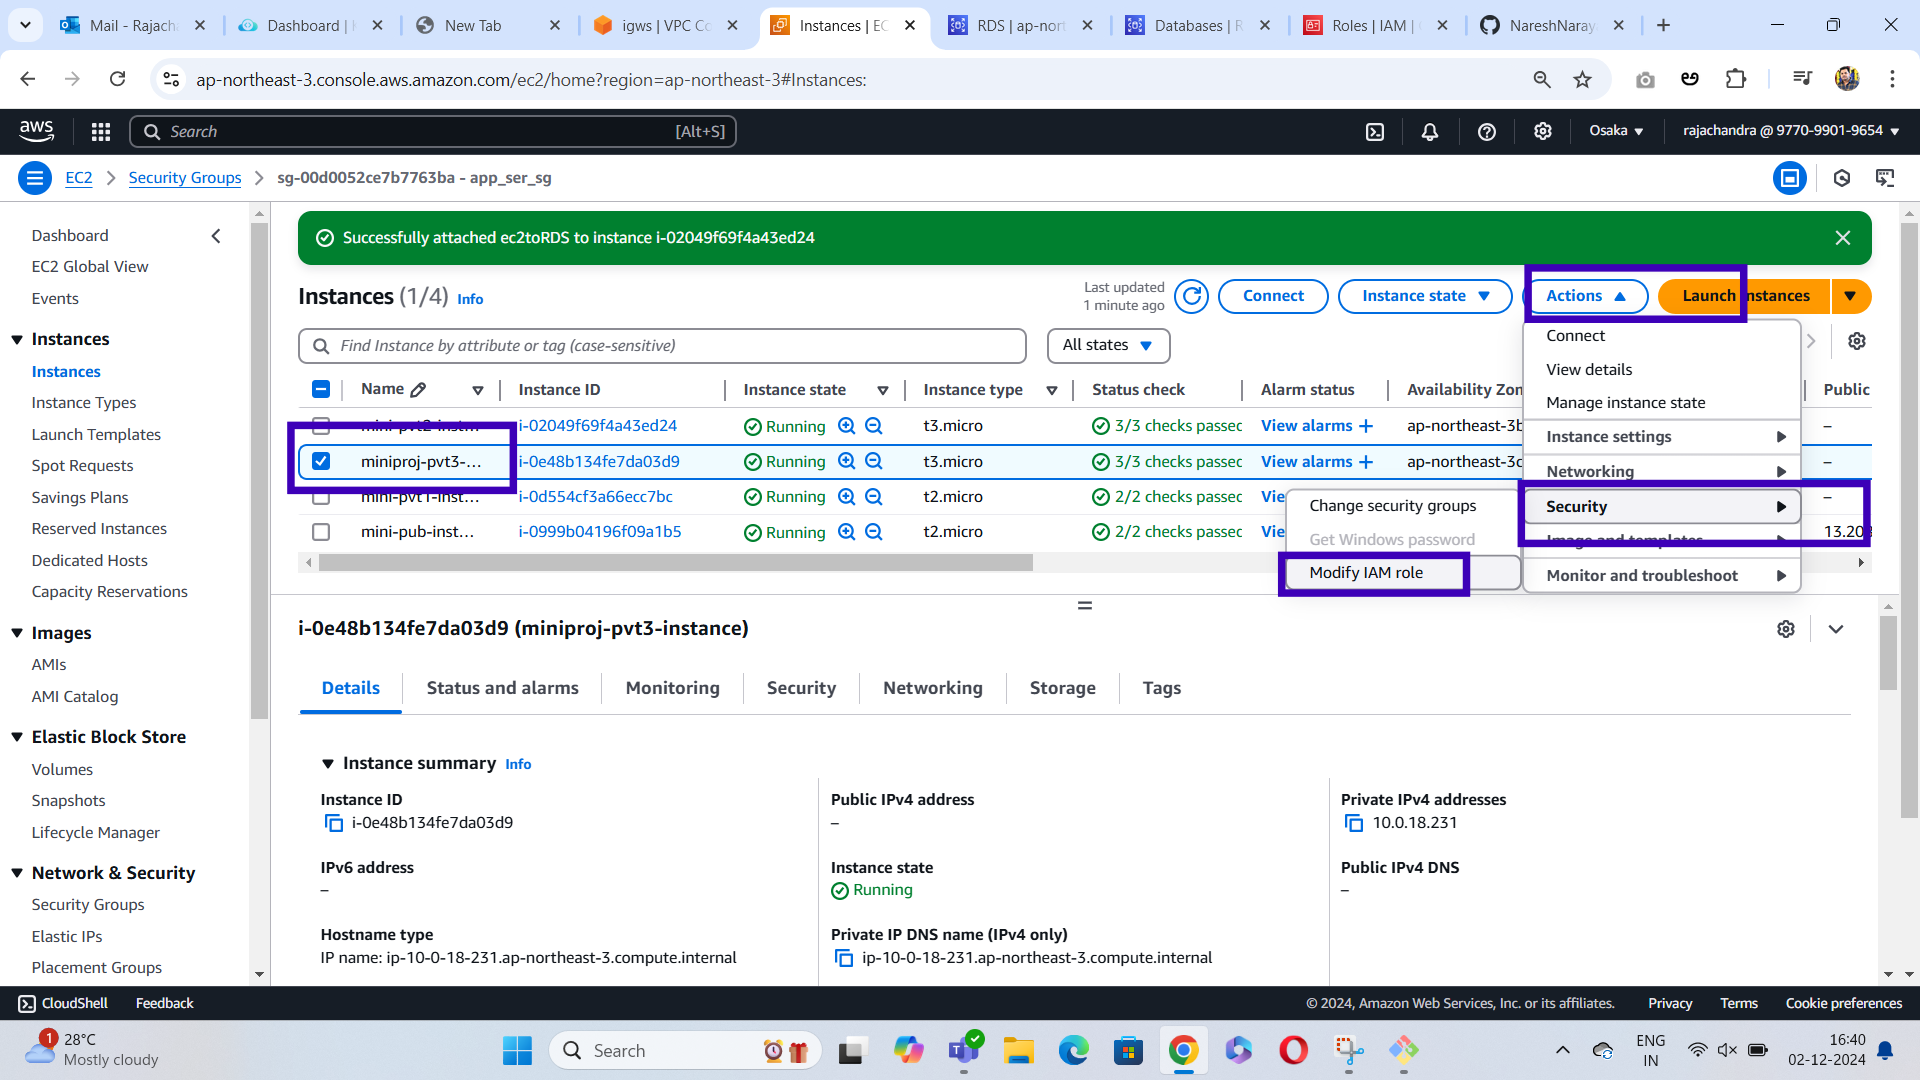 Mail - Rajach
Dashboard |
New Tab
igws | VPC Co
Instances | EC
RDS | ap-nort
Databases | R
Roles | IAM |
NareshNaray
ap-northeast-3.console.aws.amazon.com/ec2/home?region=ap-northeast-3#Instances:
aws
Search
[Alt+S]
Osaka
rajachandra @ 9770-9901-9654
EC2
Security Groups
sg-00d0052ce7b7763ba - app_ser_sg
Dashboard
EC2 Global View
Events
Instances
Instances
Instance Types
Launch Templates
Spot Requests
Savings Plans
Reserved Instances
Dedicated Hosts
Capacity Reservations
Images
AMIs
AMI Catalog
Elastic Block Store
Volumes
Snapshots
Lifecycle Manager
Network & Security
Security Groups
Elastic IPs
Placement Groups
Successfully attached ec2toRDS to instance i-02049f69f4a43ed24
Instances (1/4) Info
Last updated
1 minute ago
Connect
Instance state
Actions
Launch instances
Find Instance by attribute or tag (case-sensitive)
All states
Name
Instance ID
Instance state
Instance type
Status check
Alarm status
Availability Zon
Public
mini-pvt2-inst... i-02049f69f4a43ed24 Running t3.micro 3/3 checks passec View alarms + ap-northeast-3b –
miniproj-pvt3-... i-0e48b134fe7da03d9 Running t3.micro 3/3 checks passec View alarms + ap-northeast-3c –
mini-pvt1-inst... i-0d554cf3a66ecc7bc Running t2.micro 2/2 checks passec Vie –
mini-pub-inst... i-0999b04196f09a1b5 Running t2.micro 2/2 checks passec Vie 13.20
Connect
View details
Manage instance state
Instance settings
Networking
Security
Image and templates
Monitor and troubleshoot
Change security groups
Get Windows password
Modify IAM role
i-0e48b134fe7da03d9 (miniproj-pvt3-instance)
Details
Status and alarms
Monitoring
Security
Networking
Storage
Tags
Instance summary Info
Instance ID
i-0e48b134fe7da03d9
Public IPv4 address
–
Private IPv4 addresses
10.0.18.231
IPv6 address
–
Instance state
Running
Public IPv4 DNS
–
Hostname type
IP name: ip-10-0-18-231.ap-northeast-3.compute.internal
Private IP DNS name (IPv4 only)
ip-10-0-18-231.ap-northeast-3.compute.internal
CloudShell
Feedback
© 2024, Amazon Web Services, Inc. or its affiliates.
Privacy
Terms
Cookie preferences
1
28°C
Mostly cloudy
Search
ENG
IN
16:40
02-12-2024